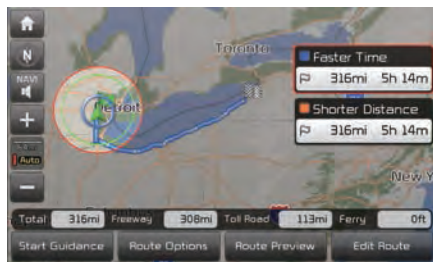 N
NAVI
Toronto
Faster Time
316mi 5h 14m
Detroit
Shorter Distance
316mi 5h 14m
Auto
New Y
Total 316mi Freeway 308mi Toll Road 113mi Ferry 0ft
Start Guidance Route Options Route Preview Edit Route